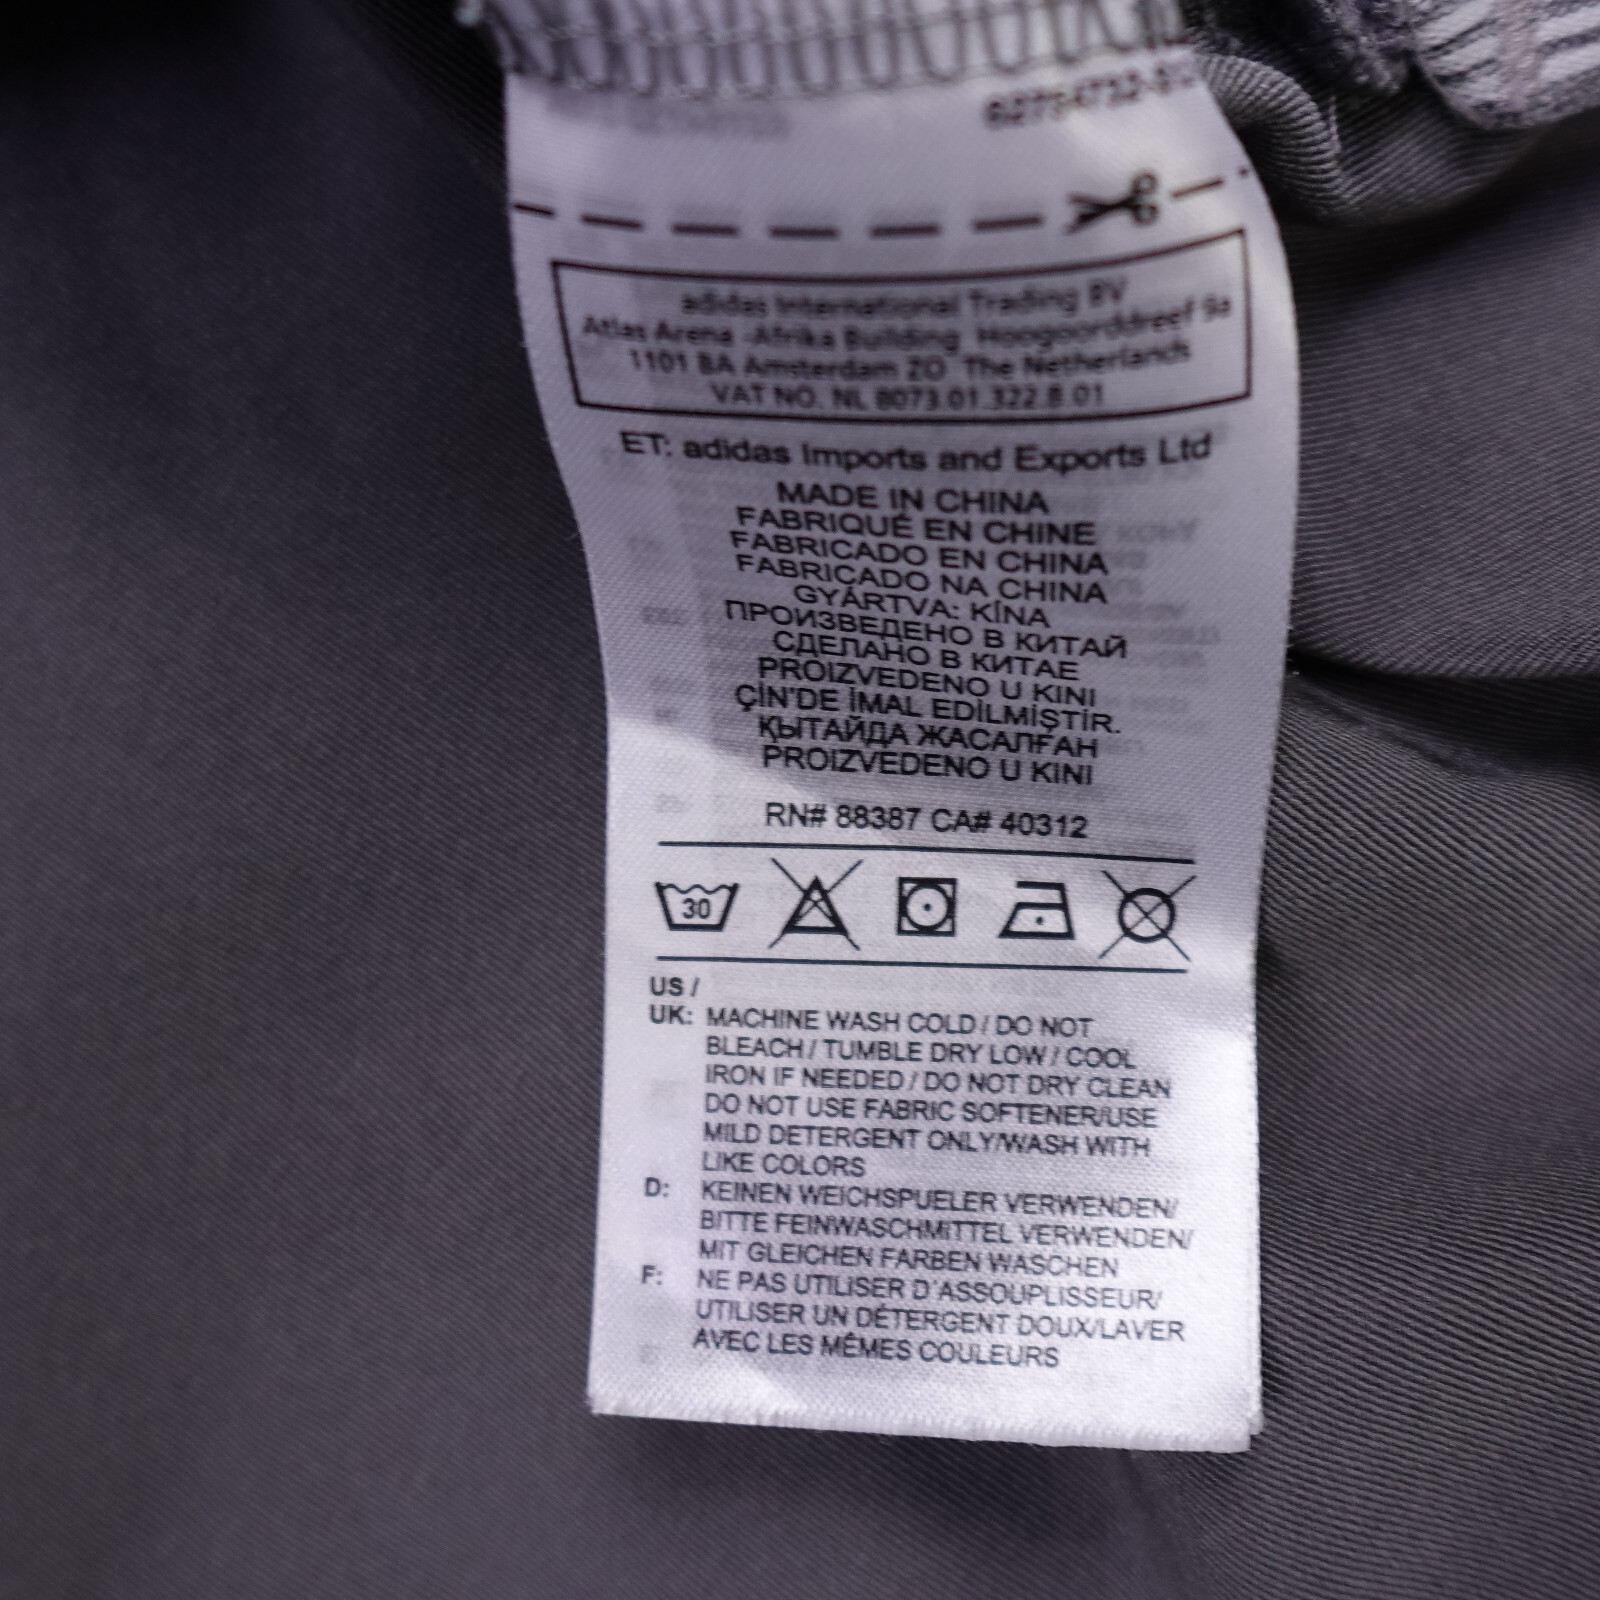 adidas International Trading BV
Atlas Arena -Afrika Building Hoogoorddreef 9a
1101 BA Amsterdam ZO The Netherlands
VAT NO. NL 8073.01.322.B.01
ET: adidas Imports and Exports Ltd
MADE IN CHINA
FABRIQUÉ EN CHINE
FABRICADO EN CHINA
FABRICADO NA CHINA
GYÁRTVA: KÍNA
ПРОИЗВЕДЕНО В КИТАЙ
СДЕЛАНО В КИТАЕ
PROIZVEDENO U KINI
ÇİN'DE İMAL EDİLMİŞTİR.
ҚЫТАЙДА ЖАСАЛҒАН
PROIZVEDENO U KINI
RN# 88387 CA# 40312
30
US /
UK: MACHINE WASH COLD / DO NOT
BLEACH / TUMBLE DRY LOW / COOL
IRON IF NEEDED / DO NOT DRY CLEAN
DO NOT USE FABRIC SOFTENER/USE
MILD DETERGENT ONLY/WASH WITH
LIKE COLORS
D: KEINEN WEICHSPUELER VERWENDEN/
BITTE FEINWASCHMITTEL VERWENDEN/
MIT GLEICHEN FARBEN WASCHEN
F: NE PAS UTILISER D'ASSOUPLISSEUR/
UTILISER UN DÉTERGENT DOUX/LAVER
AVEC LES MÊMES COULEURS